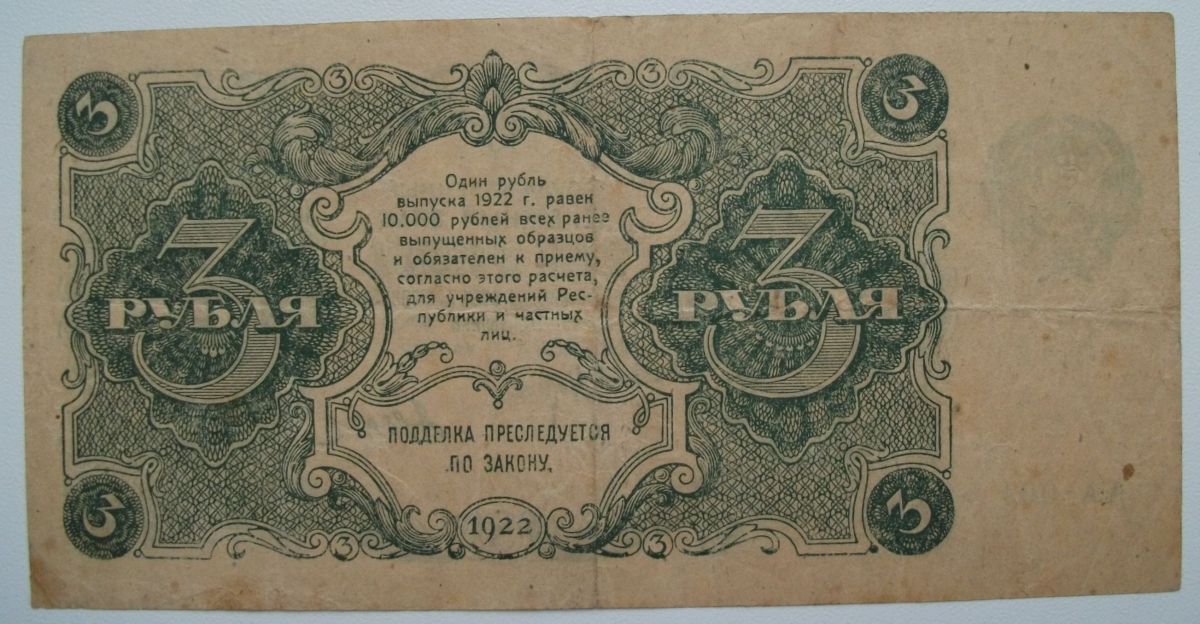 3 3 3 3
Один рубль
выпуска 1922 г. равен
10.000 рублей всех ранее
выпущенных образцов
и обязателен к приему,
согласно этого расчета,
для учреждений Рес-
публики и частных
лиц.
3 РУБЛЯ
3 РУБЛЯ
ПОДДЕЛКА ПРЕСЛЕДУЕТСЯ
ПО ЗАКОНУ.
3 3 1922 3 3